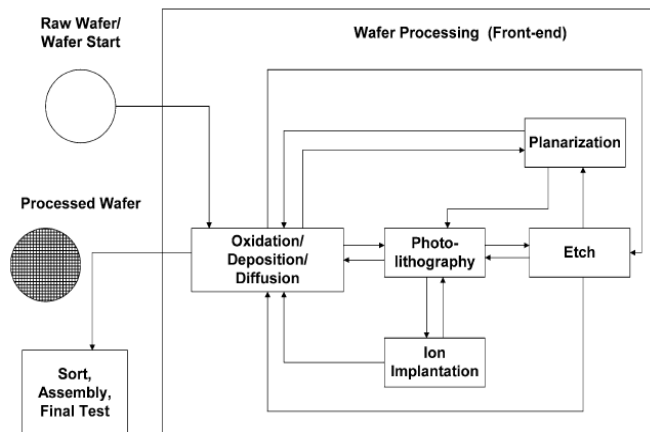 Raw Wafer/
Wafer Start
Wafer Processing (Front-end)
Planarization
Processed Wafer
Oxidation/
Deposition/
Diffusion
Photo-
lithography
Etch
Ion
Implantation
Sort,
Assembly,
Final Test